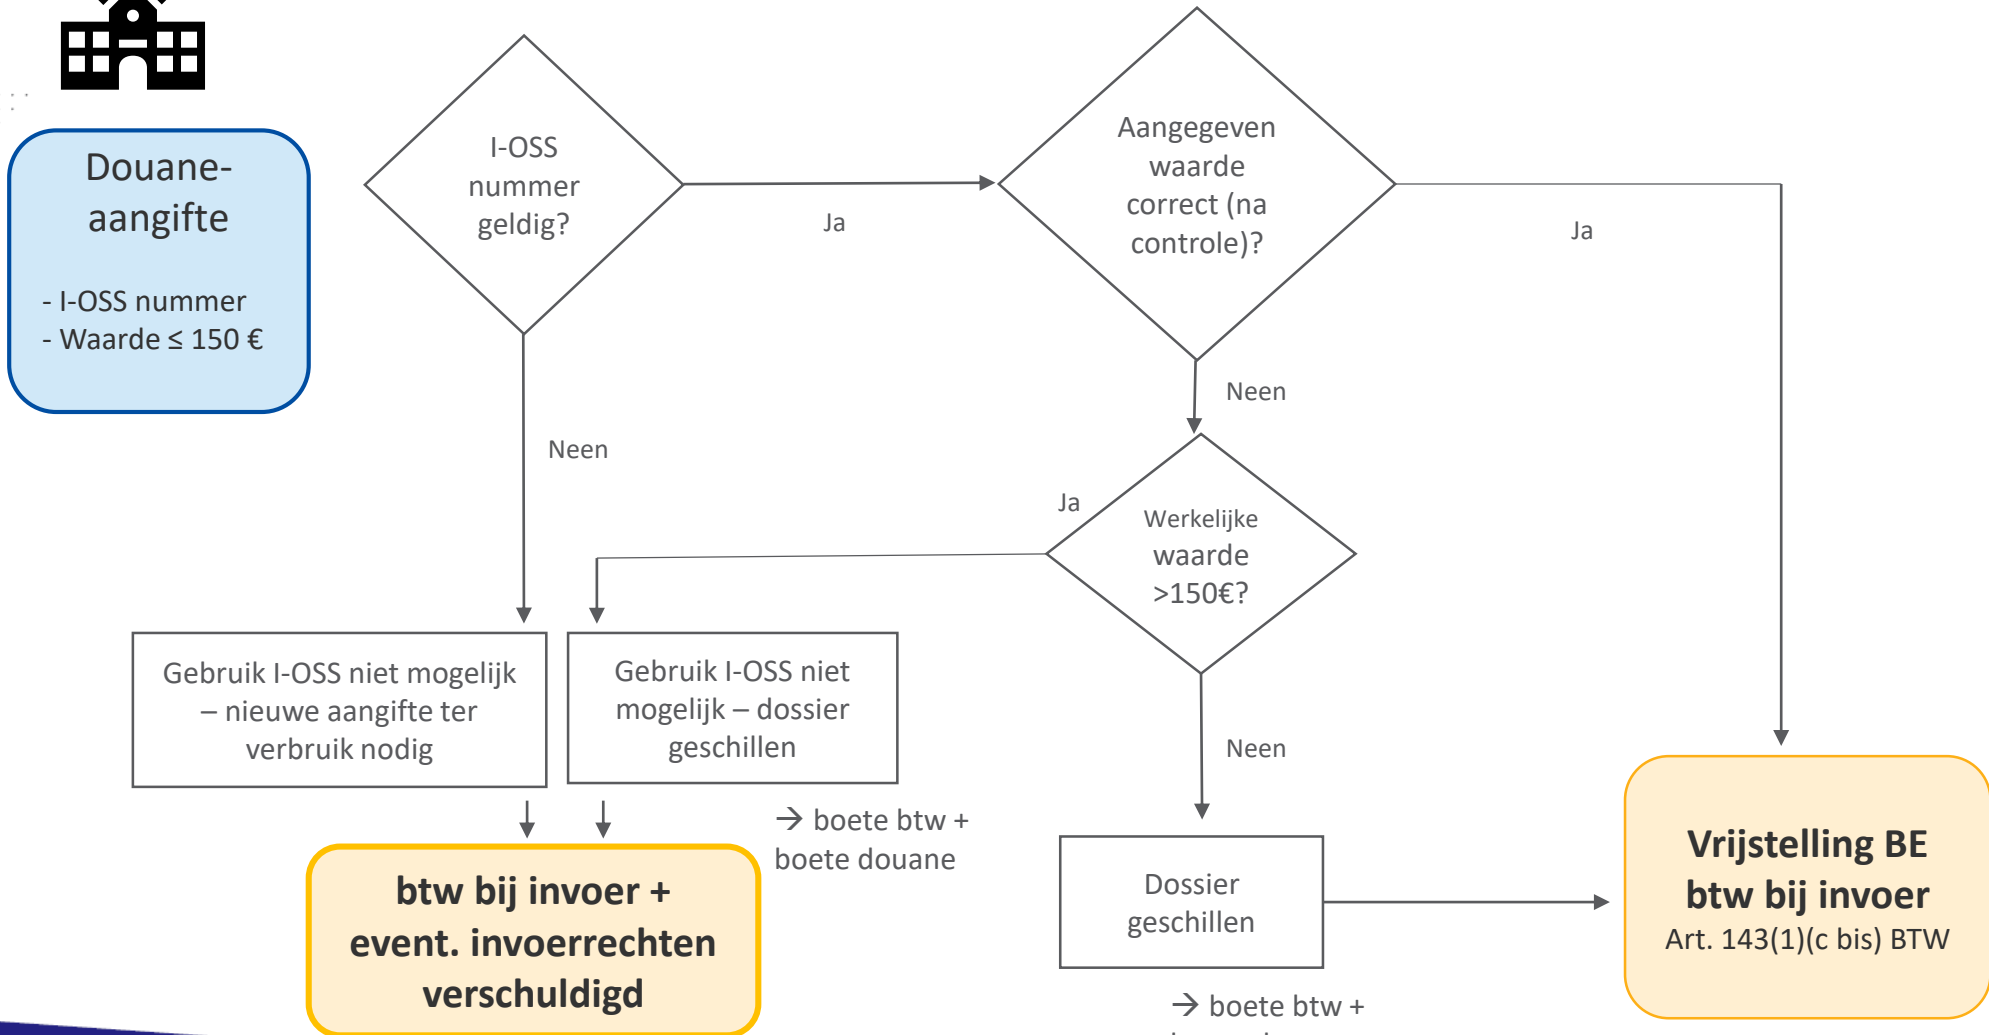 Douane-
aangifte
- I-OSS nummer
- Waarde ≤ 150 €
I-OSS
nummer
geldig?
Ja
Neen
Aangegeven
waarde
correct (na
controle)?
Ja
Neen
Ja
Werkelijke
waarde
>150€?
Neen
Gebruik I-OSS niet mogelijk
– nieuwe aangifte ter
verbruik nodig
Gebruik I-OSS niet
mogelijk – dossier
geschillen
→ boete btw +
boete douane
btw bij invoer +
event. invoerrechten
verschuldigd
Dossier
geschillen
→ boete btw +
Vrijstelling BE
btw bij invoer
Art. 143(1)(c bis) BTW